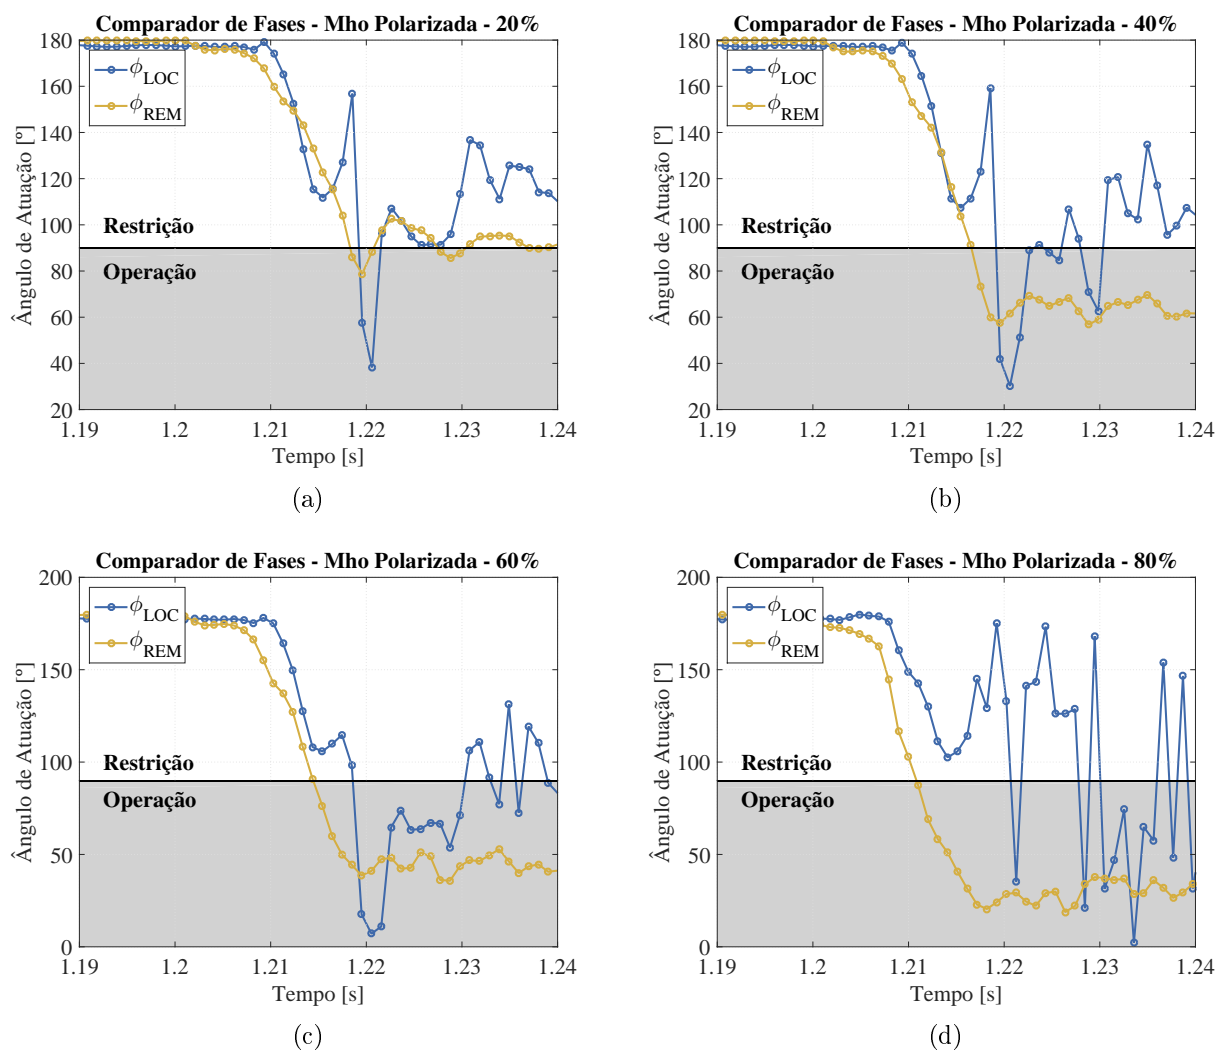 Comparador de Fases - Mho Polarizada - 20%
180
160
140
120
100
80
60
40
20
Ângulo de Atuação [º]
ϕLOC
ϕREM
Restrição
Operação
1.19 1.2 1.21 1.22 1.23 1.24
Tempo [s]
(a)
Comparador de Fases - Mho Polarizada - 40%
180
160
140
120
100
80
60
40
20
Ângulo de Atuação [º]
ϕLOC
ϕREM
Restrição
Operação
1.19 1.2 1.21 1.22 1.23 1.24
Tempo [s]
(b)
Comparador de Fases - Mho Polarizada - 60%
200
150
100
50
0
Ângulo de Atuação [º]
ϕLOC
ϕREM
Restrição
Operação
1.19 1.2 1.21 1.22 1.23 1.24
Tempo [s]
(c)
Comparador de Fases - Mho Polarizada - 80%
200
150
100
50
0
Ângulo de Atuação [º]
ϕLOC
ϕREM
Restrição
Operação
1.19 1.2 1.21 1.22 1.23 1.24
Tempo [s]
(d)